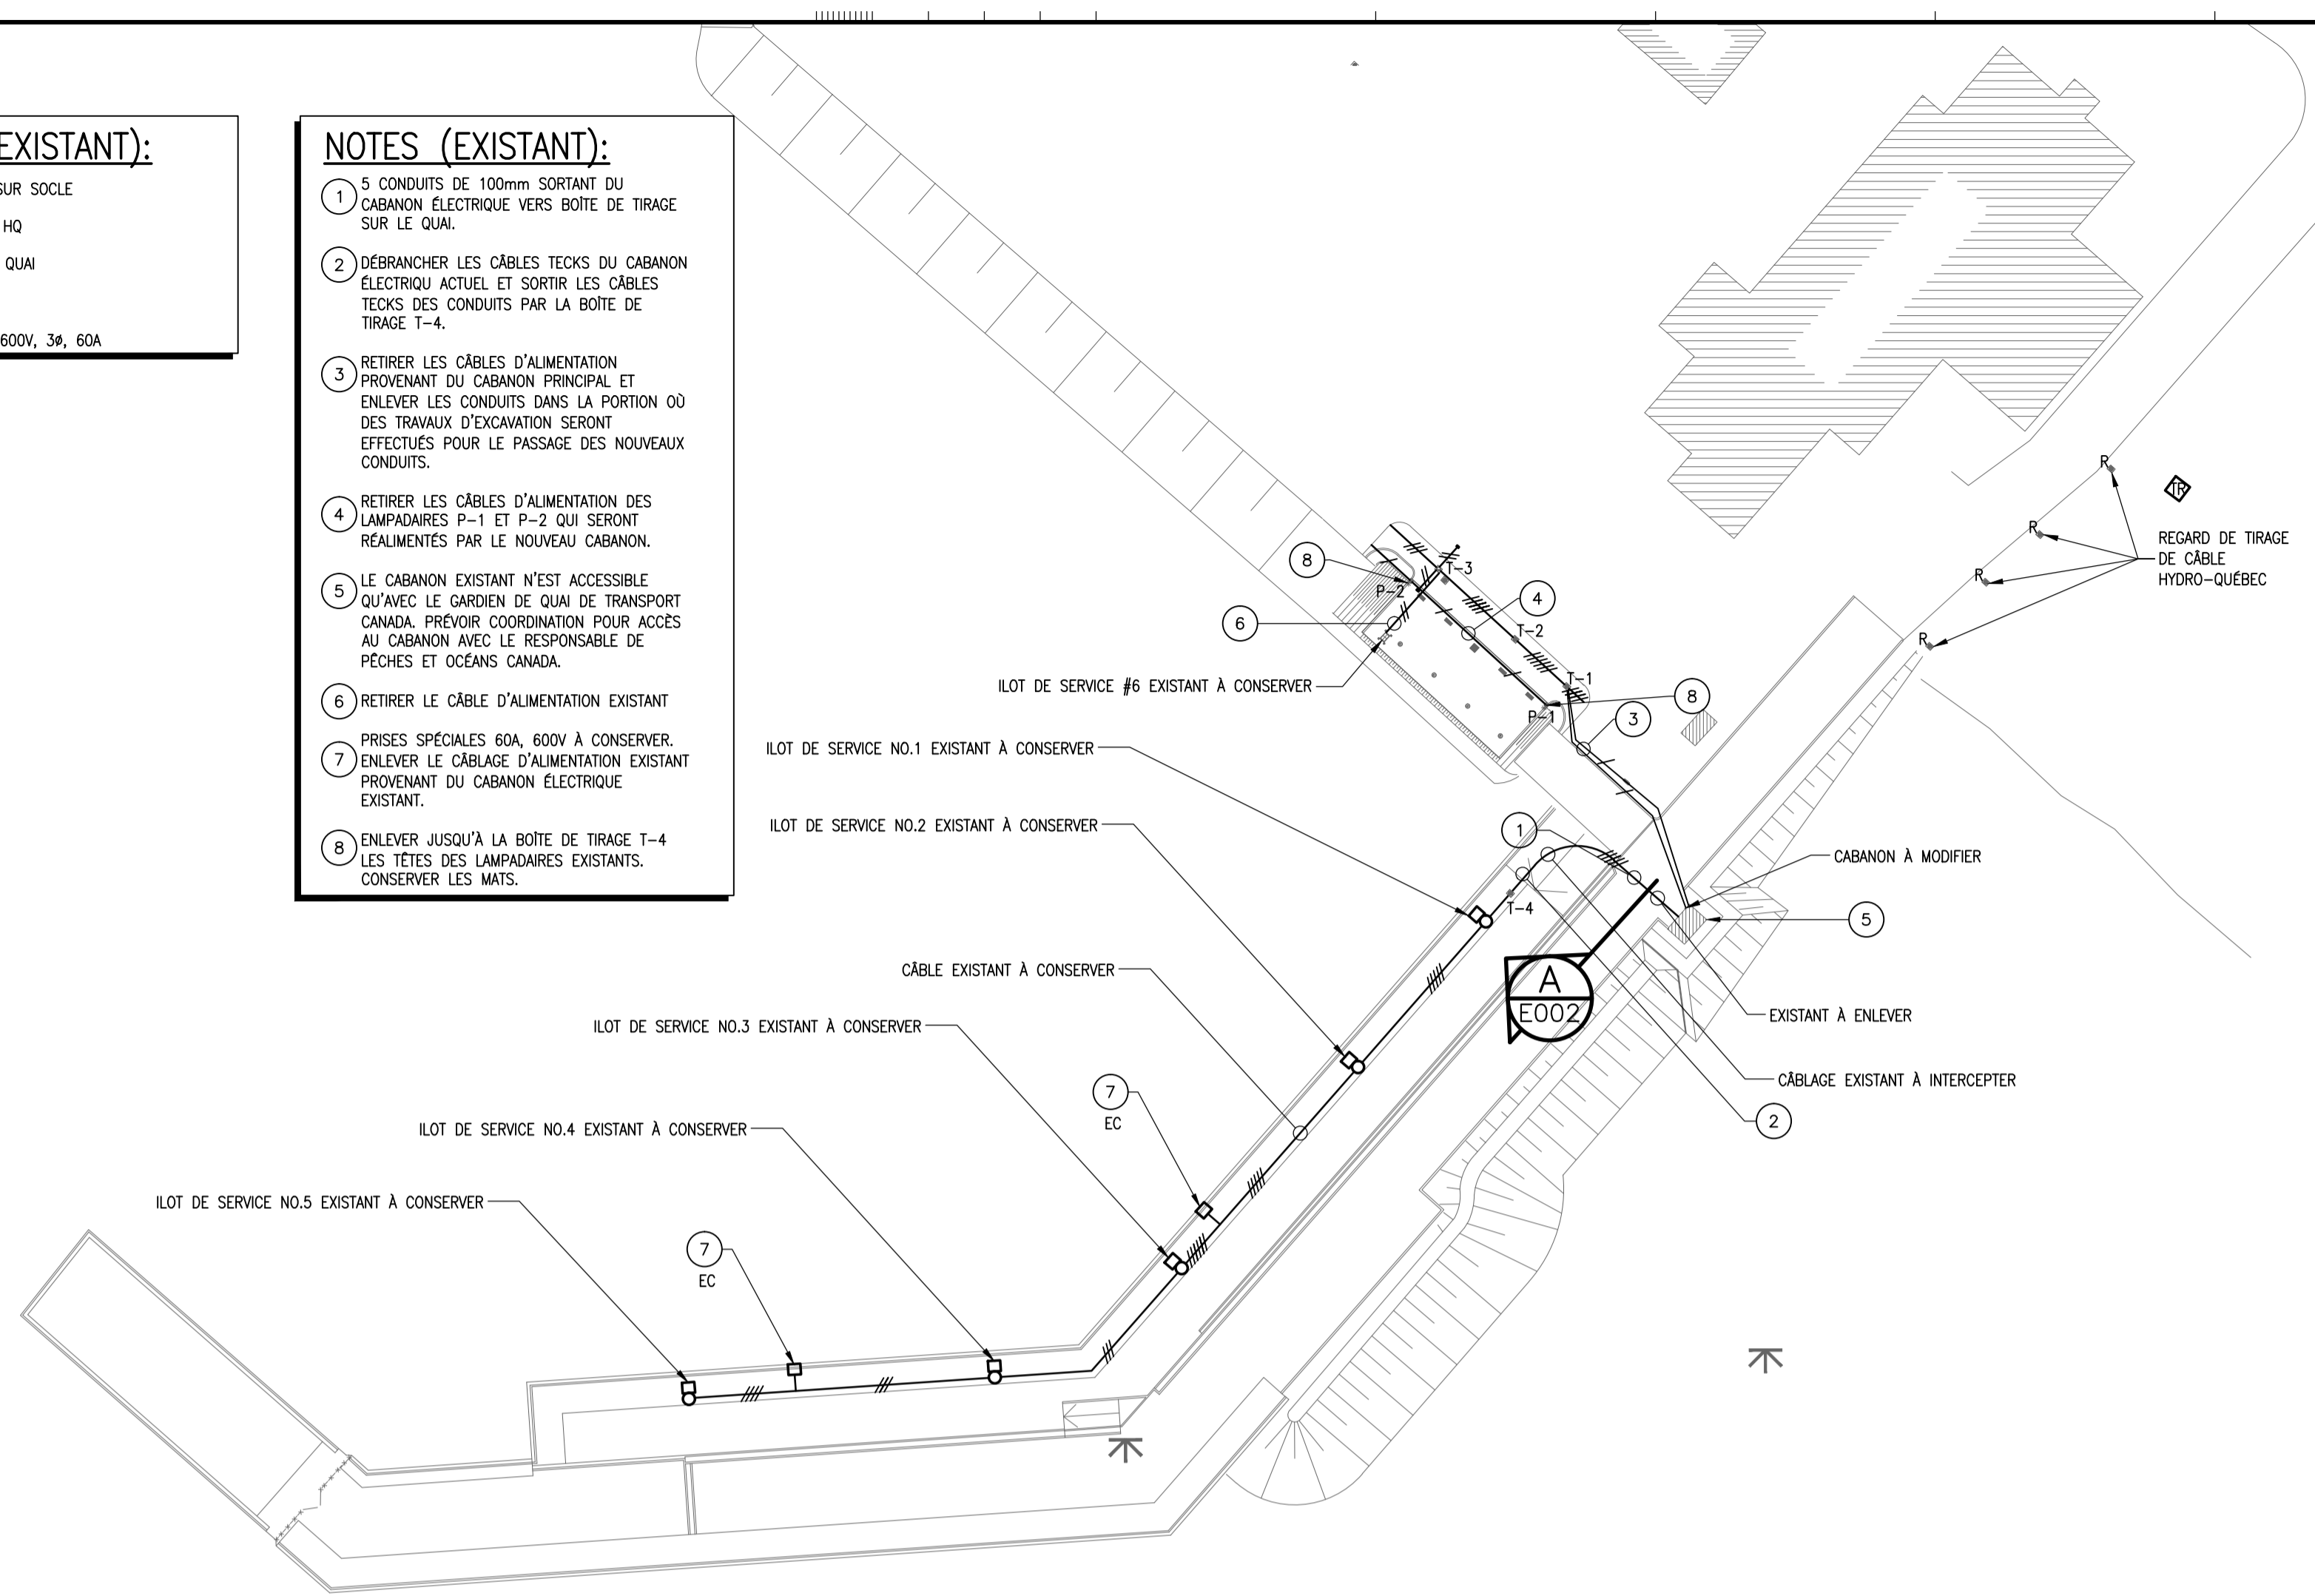 EXISTANT):
SUR SOCLE
HQ
QUAI
600V, 3ø, 60A
NOTES (EXISTANT):
1 5 CONDUITS DE 100mm SORTANT DU
CABANON ÉLECTRIQUE VERS BOÎTE DE TIRAGE
SUR LE QUAI.
2 DÉBRANCHER LES CÂBLES TECKS DU CABANON
ÉLECTRIQU ACTUEL ET SORTIR LES CÂBLES
TECKS DES CONDUITS PAR LA BOÎTE DE
TIRAGE T-4.
3 RETIRER LES CÂBLES D'ALIMENTATION
PROVENANT DU CABANON PRINCIPAL ET
ENLEVER LES CONDUITS DANS LA PORTION OÙ
DES TRAVAUX D'EXCAVATION SERONT
EFFECTUÉS POUR LE PASSAGE DES NOUVEAUX
CONDUITS.
4 RETIRER LES CÂBLES D'ALIMENTATION DES
LAMPADAIRES P-1 ET P-2 QUI SERONT
RÉALIMENTÉS PAR LE NOUVEAU CABANON.
5 LE CABANON EXISTANT N'EST ACCESSIBLE
QU'AVEC LE GARDIEN DE QUAI DE TRANSPORT
CANADA. PRÉVOIR COORDINATION POUR ACCÈS
AU CABANON AVEC LE RESPONSABLE DE
PÊCHES ET OCÉANS CANADA.
6 RETIRER LE CÂBLE D'ALIMENTATION EXISTANT
7 PRISES SPÉCIALES 60A, 600V À CONSERVER.
ENLEVER LE CÂBLAGE D'ALIMENTATION EXISTANT
PROVENANT DU CABANON ÉLECTRIQUE
EXISTANT.
8 ENLEVER JUSQU'À LA BOÎTE DE TIRAGE T-4
LES TÊTES DES LAMPADAIRES EXISTANTS.
CONSERVER LES MATS.
R
TR
R
REGARD DE TIRAGE
DE CÂBLE
HYDRO-QUÉBEC
R
R
8
T-3
P-2
4
6
T-2
T-1
ILOT DE SERVICE #6 EXISTANT À CONSERVER
8
P-1
3
ILOT DE SERVICE NO.1 EXISTANT À CONSERVER
ILOT DE SERVICE NO.2 EXISTANT À CONSERVER
1
CABANON À MODIFIER
T-4
5
CÂBLE EXISTANT À CONSERVER
A
E002
EXISTANT À ENLEVER
ILOT DE SERVICE NO.3 EXISTANT À CONSERVER
CÂBLAGE EXISTANT À INTERCEPTER
7
EC
2
ILOT DE SERVICE NO.4 EXISTANT À CONSERVER
ILOT DE SERVICE NO.5 EXISTANT À CONSERVER
7
EC